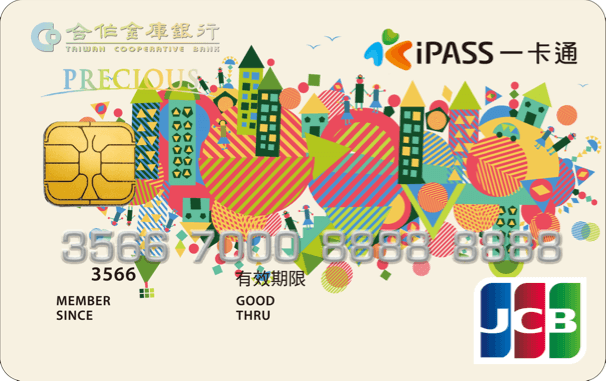 合作金庫銀行
TAIWAN COOPERATIVE BANK
iPASS 一卡通
PRECIOUS
3566 7000 6888 8888
3566
有效期限
MEMBER SINCE
GOOD THRU
JCB